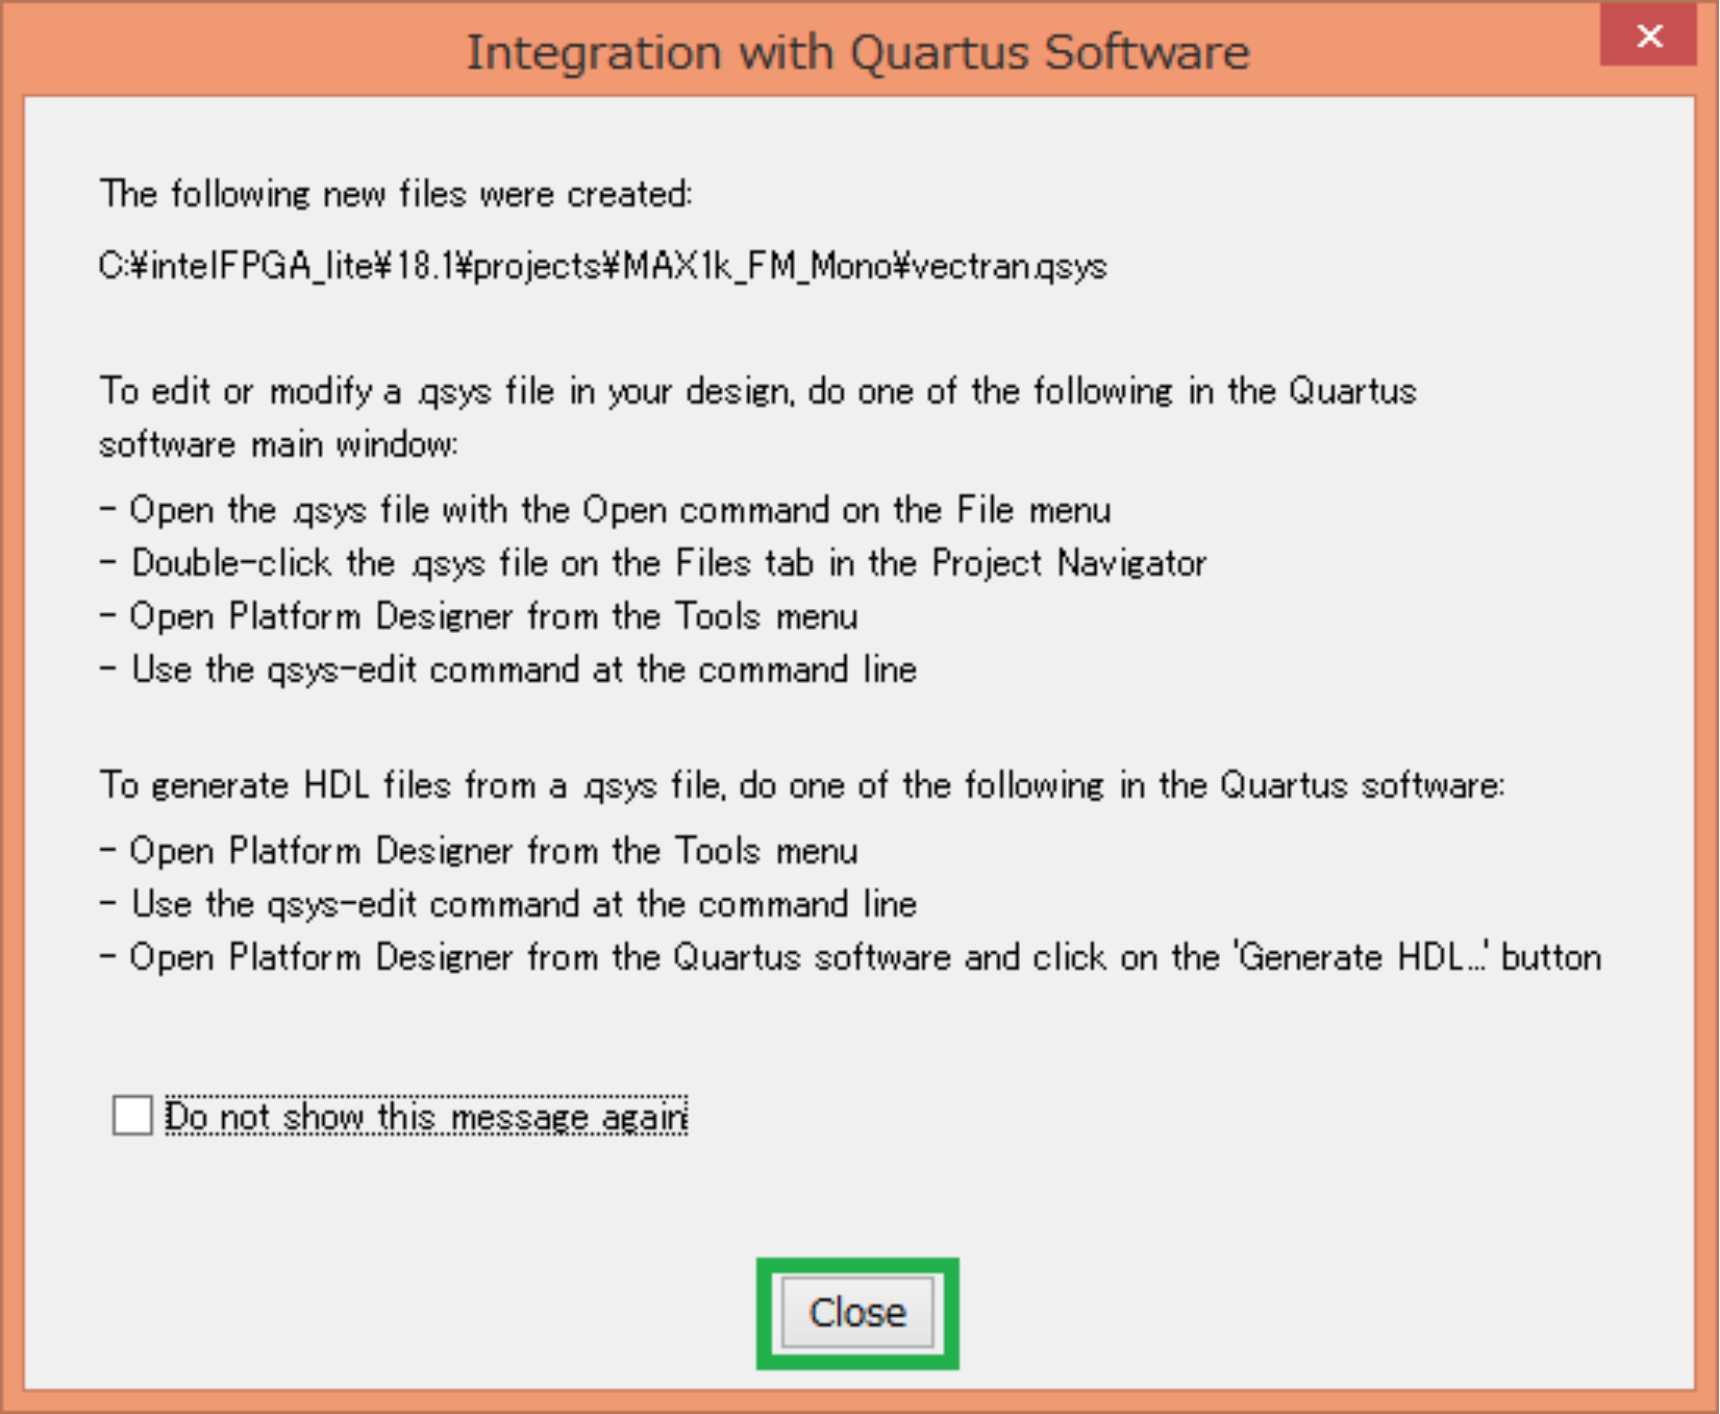 Integration with Quartus Software
The following new files were created:
C:¥intelFPGA_lite¥18.1¥projects¥MAX1k_FM_Mono¥vectran.qsys
To edit or modify a .qsys file in your design, do one of the following in the Quartus
software main window:
- Open the .qsys file with the Open command on the File menu
- Double-click the .qsys file on the Files tab in the Project Navigator
- Open Platform Designer from the Tools menu
- Use the qsys-edit command at the command line
To generate HDL files from a .qsys file, do one of the following in the Quartus software:
- Open Platform Designer from the Tools menu
- Use the qsys-edit command at the command line
- Open Platform Designer from the Quartus software and click on the 'Generate HDL...' button
Do not show this message again
Close